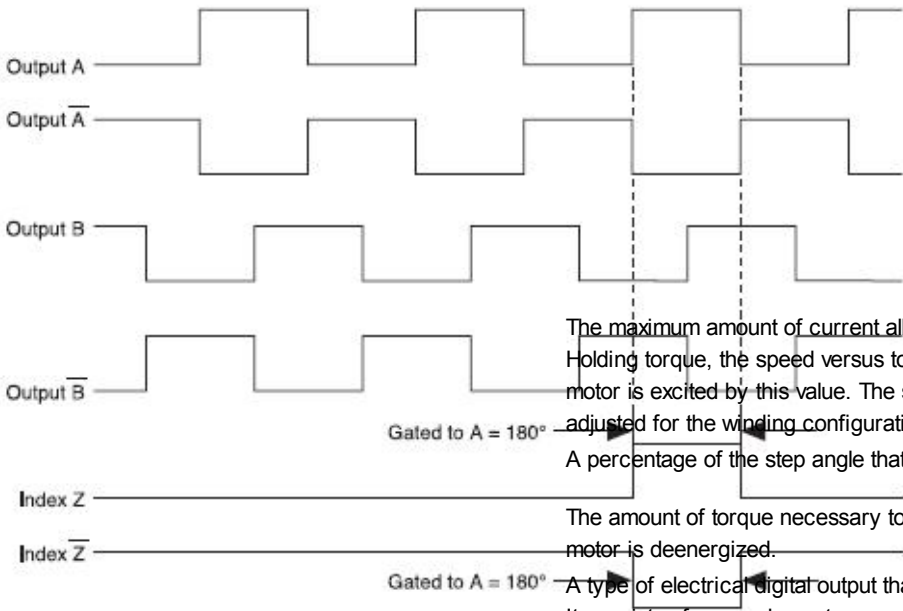 Output A
Output A̅
Output B
The maximum amount of current all
Holding torque, the speed versus to
Output B̅
motor is excited by this value. The s
Gated to A = 180°
adjusted for the winding configurati
A percentage of the step angle that
Index Z
The amount of torque necessary to
Index Z̅
motor is deenergized.
Gated to A = 180°
A type of electrical digital output tha